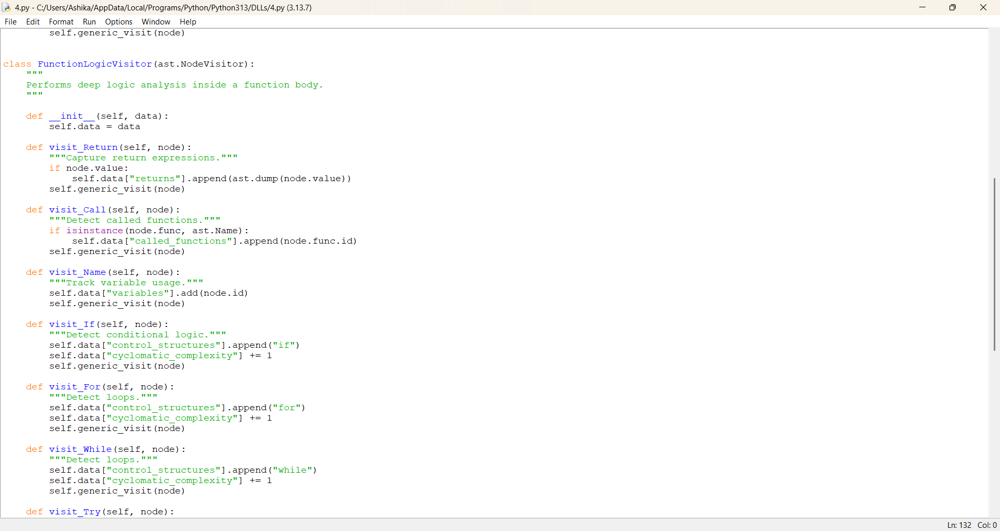 4.py - C:/Users/Ashika/AppData/Local/Programs/Python/Python313/DLLs/4.py (3.13.7)
File Edit Format Run Options Window Help
        self.generic_visit(node)


class FunctionLogicVisitor(ast.NodeVisitor):
    """
    Performs deep logic analysis inside a function body.
    """

    def __init__(self, data):
        self.data = data

    def visit_Return(self, node):
        """Capture return expressions."""
        if node.value:
            self.data["returns"].append(ast.dump(node.value))
        self.generic_visit(node)

    def visit_Call(self, node):
        """Detect called functions."""
        if isinstance(node.func, ast.Name):
            self.data["called_functions"].append(node.func.id)
        self.generic_visit(node)

    def visit_Name(self, node):
        """Track variable usage."""
        self.data["variables"].add(node.id)
        self.generic_visit(node)

    def visit_If(self, node):
        """Detect conditional logic."""
        self.data["control_structures"].append("if")
        self.data["cyclomatic_complexity"] += 1
        self.generic_visit(node)

    def visit_For(self, node):
        """Detect loops."""
        self.data["control_structures"].append("for")
        self.data["cyclomatic_complexity"] += 1
        self.generic_visit(node)

    def visit_While(self, node):
        """Detect loops."""
        self.data["control_structures"].append("while")
        self.data["cyclomatic_complexity"] += 1
        self.generic_visit(node)

    def visit_Try(self, node):
Ln: 132 Col: 0